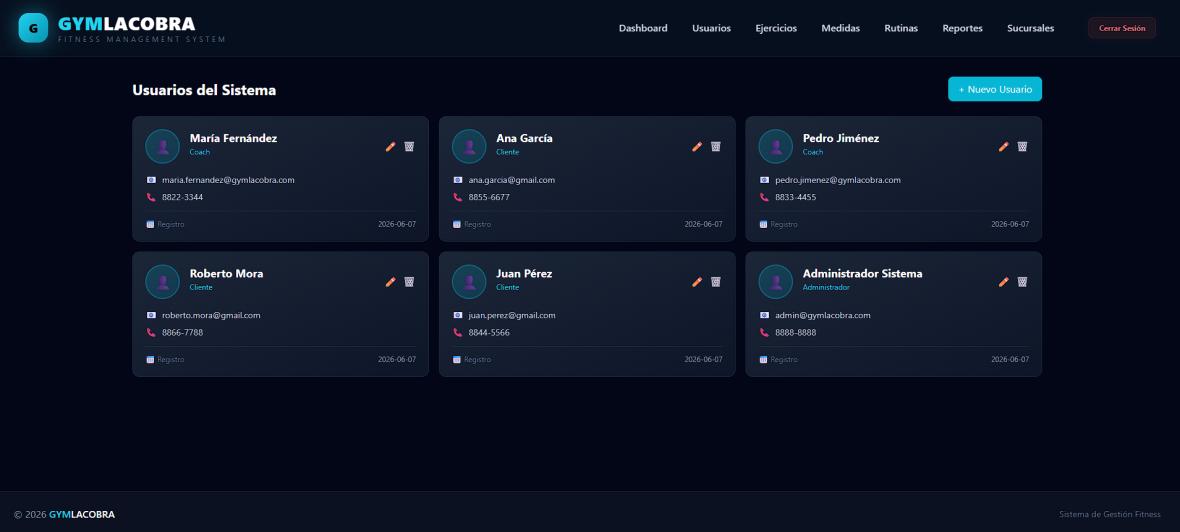 G
GYMLACOBRA
FITNESS MANAGEMENT SYSTEM
Dashboard Usuarios Ejercicios Medidas Rutinas Reportes Sucursales Cerrar Sesión
Usuarios del Sistema
+ Nuevo Usuario
María Fernández
Coach
maria.fernandez@gymlacobra.com
8822-3344
Registro 2026-06-07
Ana García
Cliente
ana.garcia@gmail.com
8855-6677
Registro 2026-06-07
Pedro Jiménez
Coach
pedro.jimenez@gymlacobra.com
8833-4455
Registro 2026-06-07
Roberto Mora
Cliente
roberto.mora@gmail.com
8866-7788
Registro 2026-06-07
Juan Pérez
Cliente
juan.perez@gmail.com
8844-5566
Registro 2026-06-07
Administrador Sistema
Administrador
admin@gymlacobra.com
8888-8888
Registro 2026-06-07
© 2026 GYMLACOBRA
Sistema de Gestión Fitness